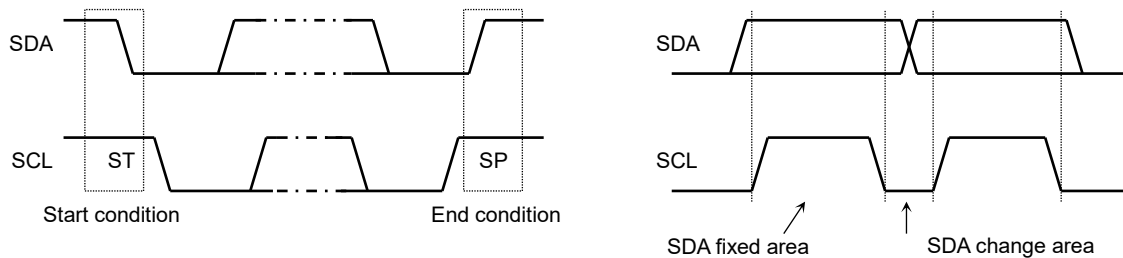 SDA
SCL
ST
SP
Start condition
End condition
SDA
SCL
SDA fixed area
SDA change area